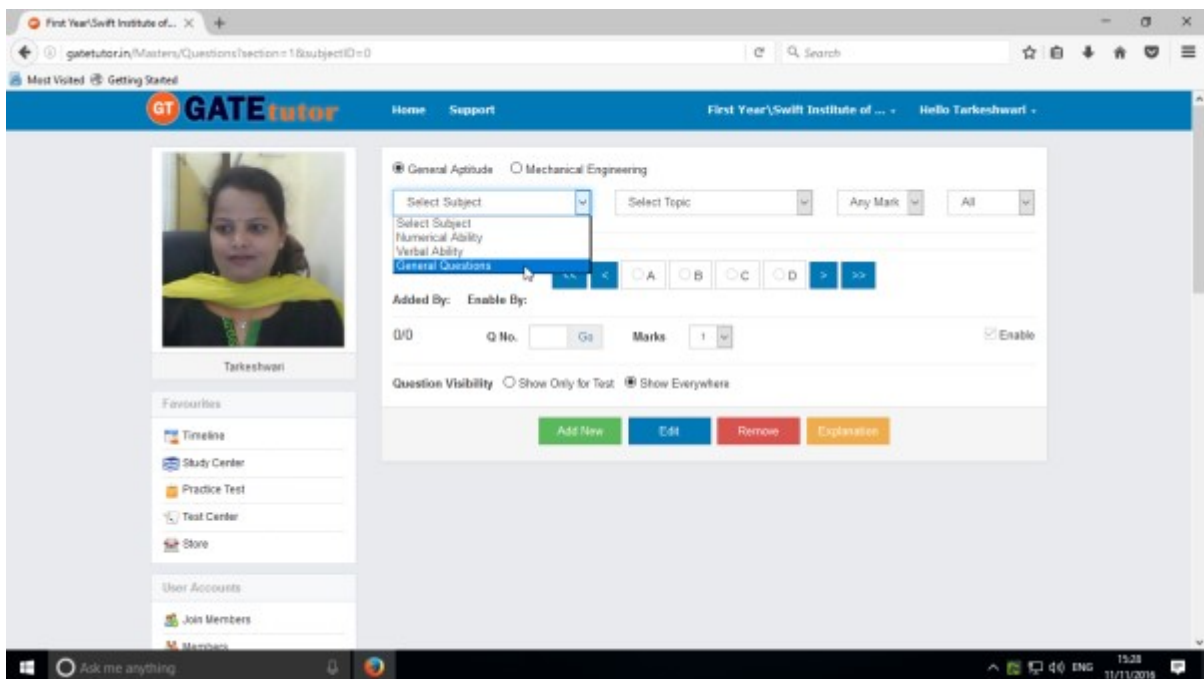 First Year\Swift Institute of...
gatetutor.in/Masters/Questions?section=1&subjectID=0
Search
Most Visited Getting Started
GT GATEtutor Home Support First Year\Swift Institute of ... Hello Tarkeshwari
General Aptitude Mechanical Engineering
Select Subject Select Topic Any Mark All
Select Subject
Numerical Ability
Verbal Ability
General Questions
<< < A B C D > >>
Added By: Enable By:
0/0 Q No. Go Marks 1 Enable
Tarkeshwari
Question Visibility Show Only for Test Show Everywhere
Favourites
Add New Edit Remove Explanation
Timeline
Study Center
Practice Test
Test Center
Store
User Accounts
Join Members
Members
Ask me anything
ENG
15:28
11/11/2016